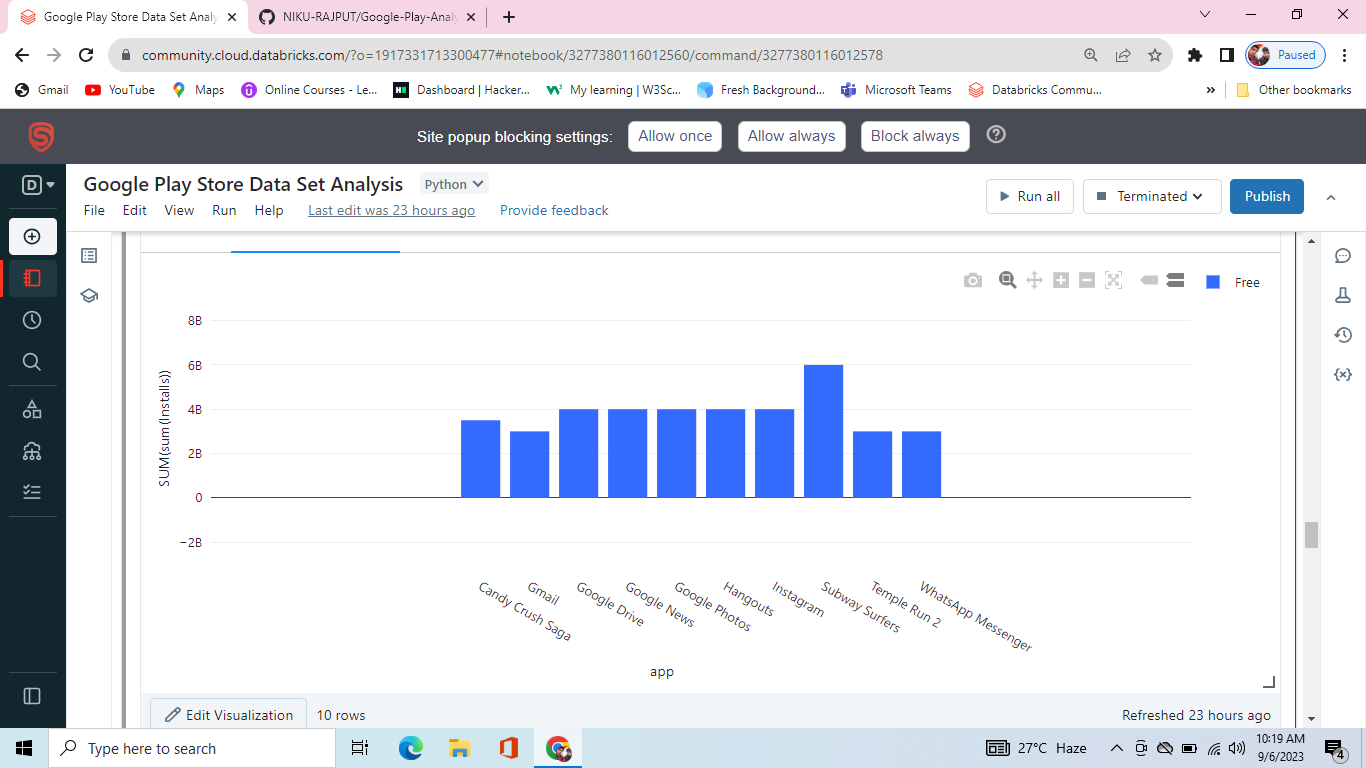 Google Play Store Data Set Analy
NIKU-RAJPUT/Google-Play-Analy
community.cloud.databricks.com/?o=1917331713300477#notebook/3277380116012560/command/3277380116012578
Paused
Gmail
YouTube
Maps
Online Courses - Le...
Dashboard | Hacker...
My learning | W3Sc...
Fresh Background...
Microsoft Teams
Databricks Commu...
»
Other bookmarks
Site popup blocking settings:
Allow once
Allow always
Block always
D
Google Play Store Data Set Analysis
Python
File
Edit
View
Run
Help
Last edit was 23 hours ago
Provide feedback
Run all
Terminated
Publish
Free
8B
6B
4B
2B
0
−2B
SUM(sum(Installs))
Candy Crush Saga
Gmail
Google Drive
Google News
Google Photos
Hangouts
Instagram
Subway Surfers
Temple Run 2
WhatsApp Messenger
app
Edit Visualization
10 rows
Refreshed 23 hours ago
Type here to search
27°C Haze
10:19 AM
9/6/2023
4